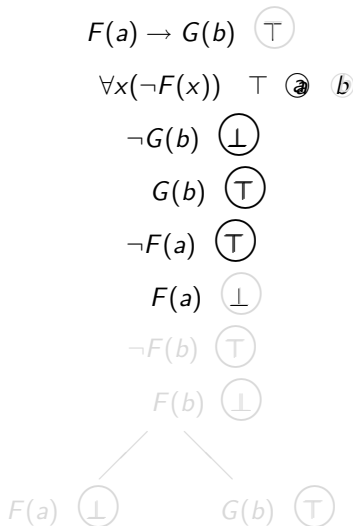 F(a) → G(b) ⊤
∀x(¬F(x)) ⊤ a b
¬G(b) ⊥
G(b) ⊤
¬F(a) ⊤
F(a) ⊥
¬F(b) ⊤
F(b) ⊥
F(a) ⊥ G(b) ⊤